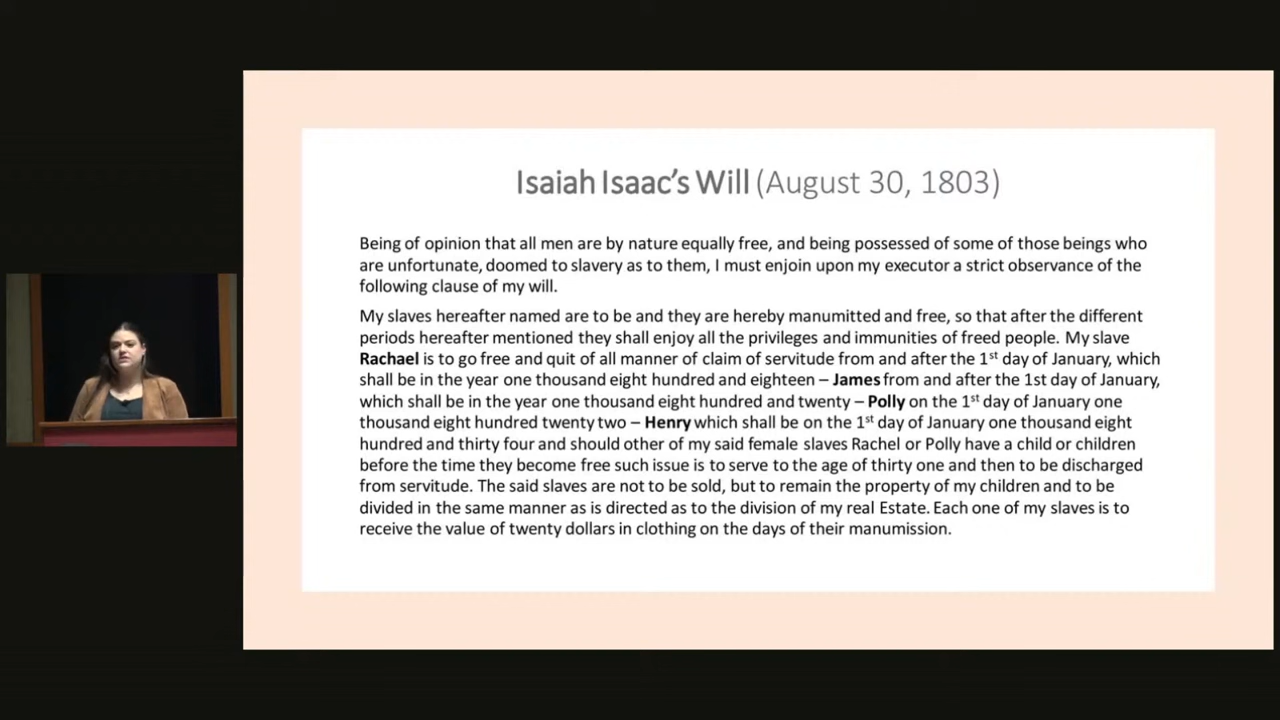 Isaiah Isaac's Will (August 30, 1803)
Being of opinion that all men are by nature equally free, and being possessed of some of those beings who
are unfortunate, doomed to slavery as to them, I must enjoin upon my executor a strict observance of the
following clause of my will.
My slaves hereafter named are to be and they are hereby manumitted and free, so that after the different
periods hereafter mentioned they shall enjoy all the privileges and immunities of freed people. My slave
Rachael is to go free and quit of all manner of claim of servitude from and after the 1st day of January, which
shall be in the year one thousand eight hundred and eighteen – James from and after the 1st day of January,
which shall be in the year one thousand eight hundred and twenty – Polly on the 1st day of January one
thousand eight hundred twenty two – Henry which shall be on the 1st day of January one thousand eight
hundred and thirty four and should other of my said female slaves Rachel or Polly have a child or children
before the time they become free such issue is to serve to the age of thirty one and then to be discharged
from servitude. The said slaves are not to be sold, but to remain the property of my children and to be
divided in the same manner as is directed as to the division of my real Estate. Each one of my slaves is to
receive the value of twenty dollars in clothing on the days of their manumission.